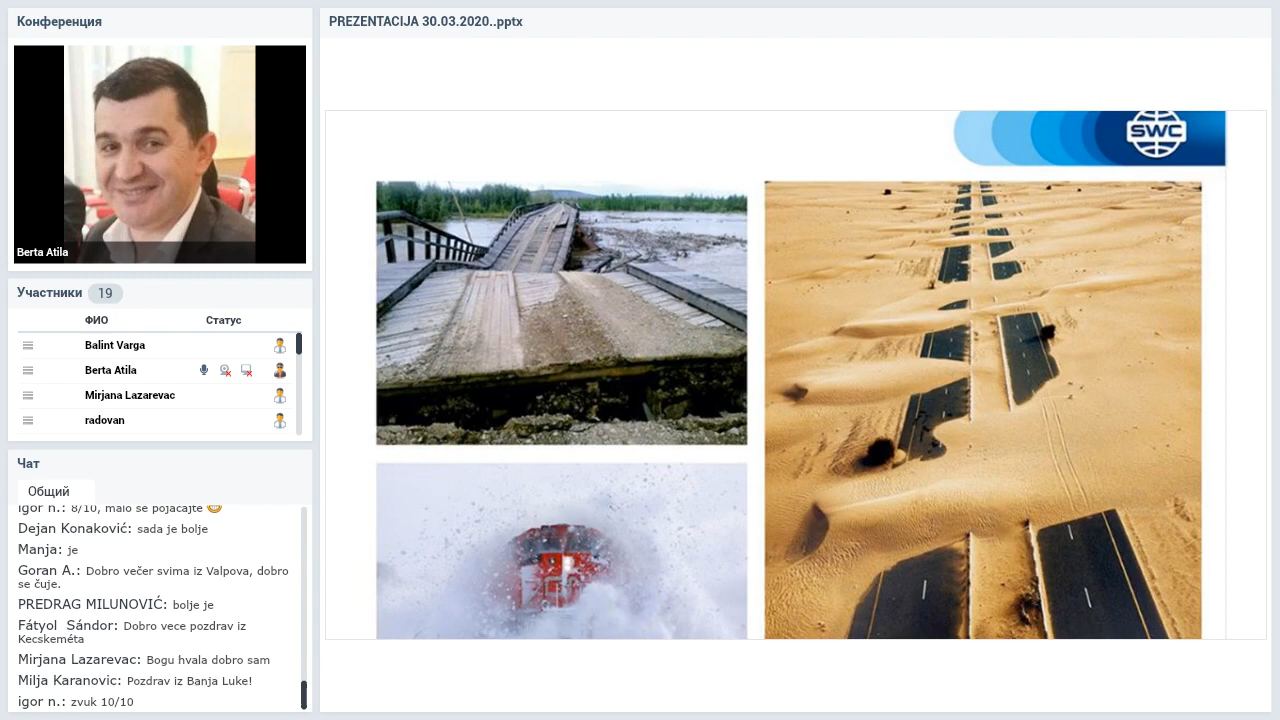 Конференция
Berta Atila
Участники 19
ФИО Статус
Balint Varga
Berta Atila
Mirjana Lazarevac
radovan
Чат
Общий
igor n.: 8/10, malo se pojacajte
Dejan Konaković: sada je bolje
Manja: je
Goran A.: Dobro večer svima iz Valpova, dobro
se čuje.
PREDRAG MILUNOVIĆ: bolje je
Fátyol Sándor: Dobro vece pozdrav iz
Kecskeméta
Mirjana Lazarevac: Bogu hvala dobro sam
Milja Karanovic: Pozdrav iz Banja Luke!
igor n.: zvuk 10/10
PREZENTACIJA 30.03.2020..pptx
SWC